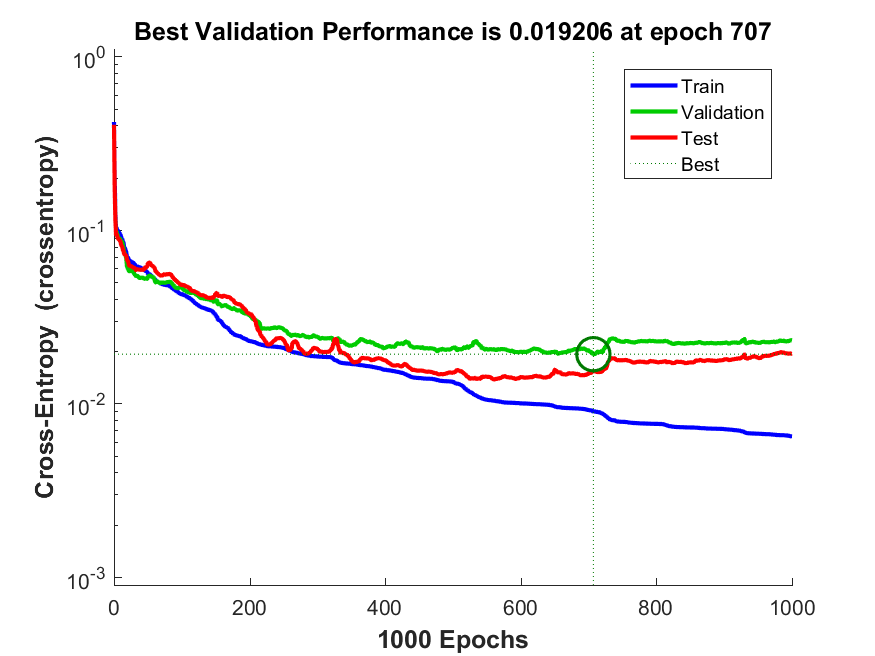 Best Validation Performance is 0.019206 at epoch 707
Cross-Entropy (crossentropy)
10^0
10^-1
10^-2
10^-3
Train
Validation
Test
Best
0 200 400 600 800 1000
1000 Epochs